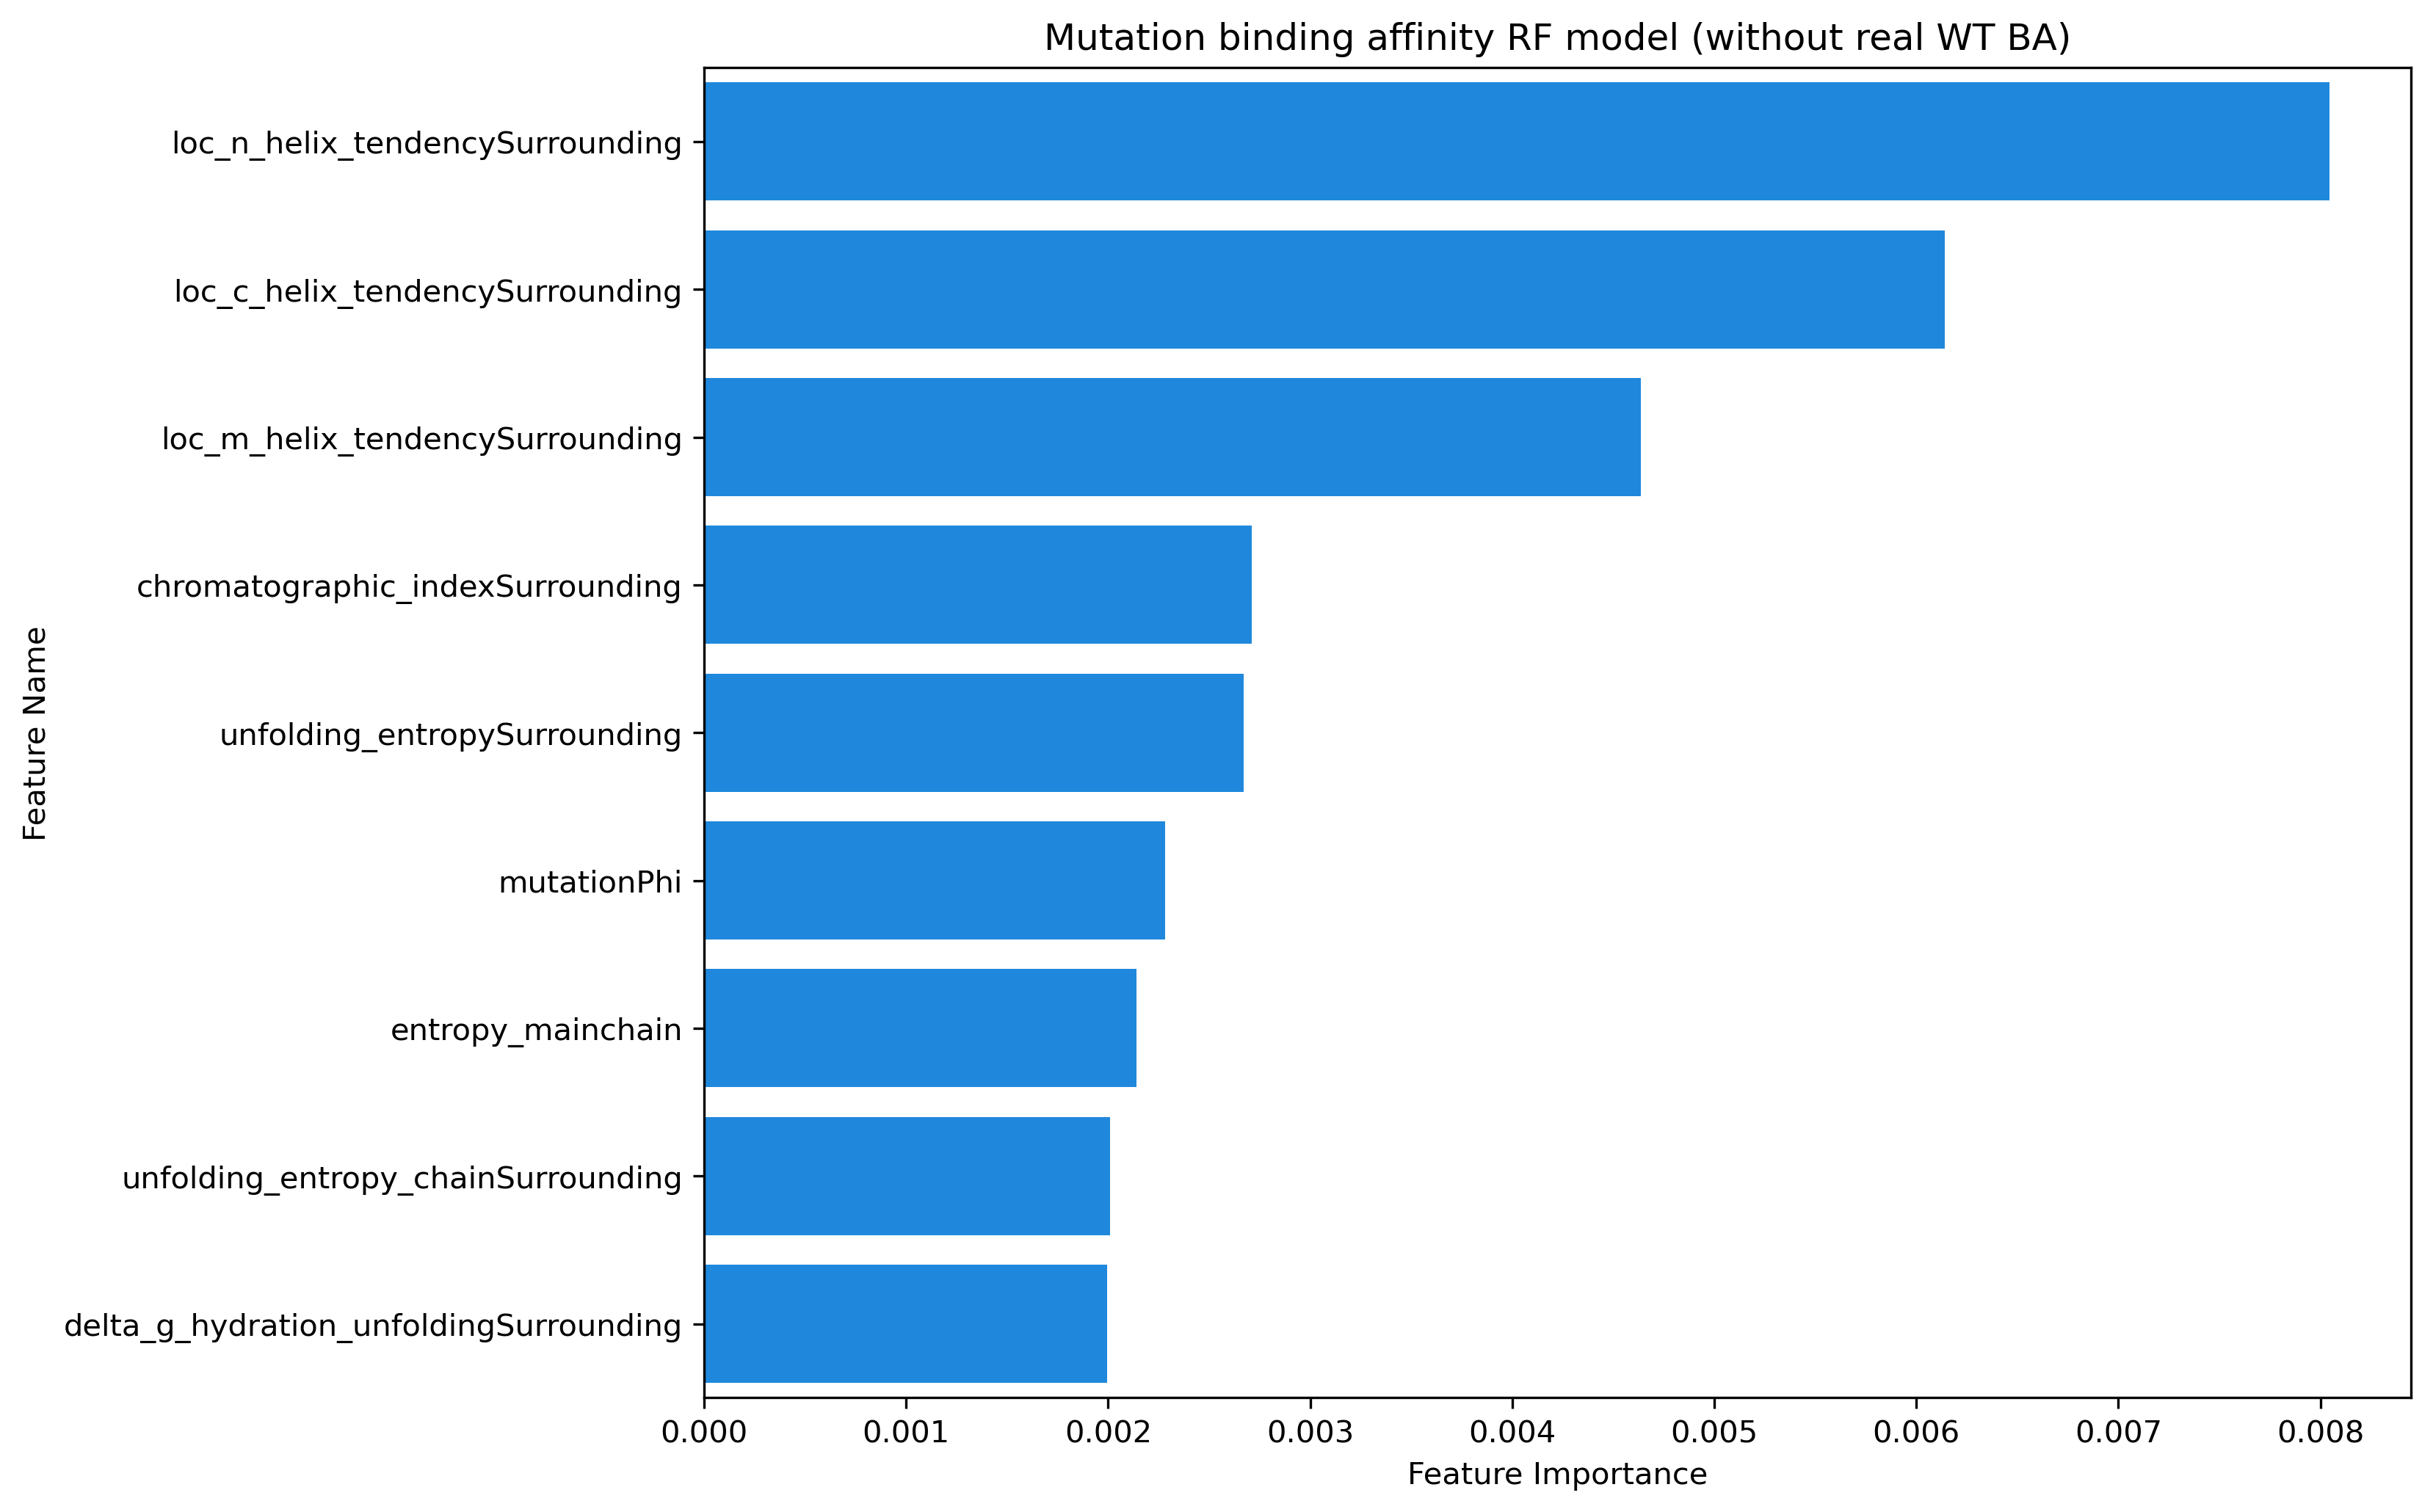 Mutation binding affinity RF model (without real WT BA)
Feature Name
loc_n_helix_tendencySurrounding
loc_c_helix_tendencySurrounding
loc_m_helix_tendencySurrounding
chromatographic_indexSurrounding
unfolding_entropySurrounding
mutationPhi
entropy_mainchain
unfolding_entropy_chainSurrounding
delta_g_hydration_unfoldingSurrounding
0.000 0.001 0.002 0.003 0.004 0.005 0.006 0.007 0.008
Feature Importance